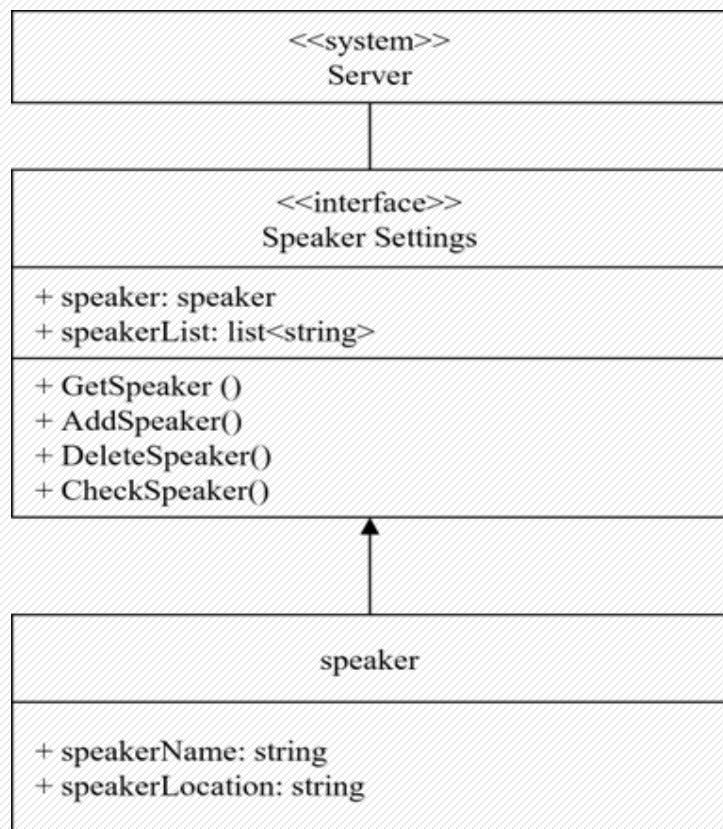 <<system>>
Server
<<interface>>
Speaker Settings
+ speaker: speaker
+ speakerList: list<string>
+ GetSpeaker ()
+ AddSpeaker()
+ DeleteSpeaker()
+ CheckSpeaker()
speaker
+ speakerName: string
+ speakerLocation: string